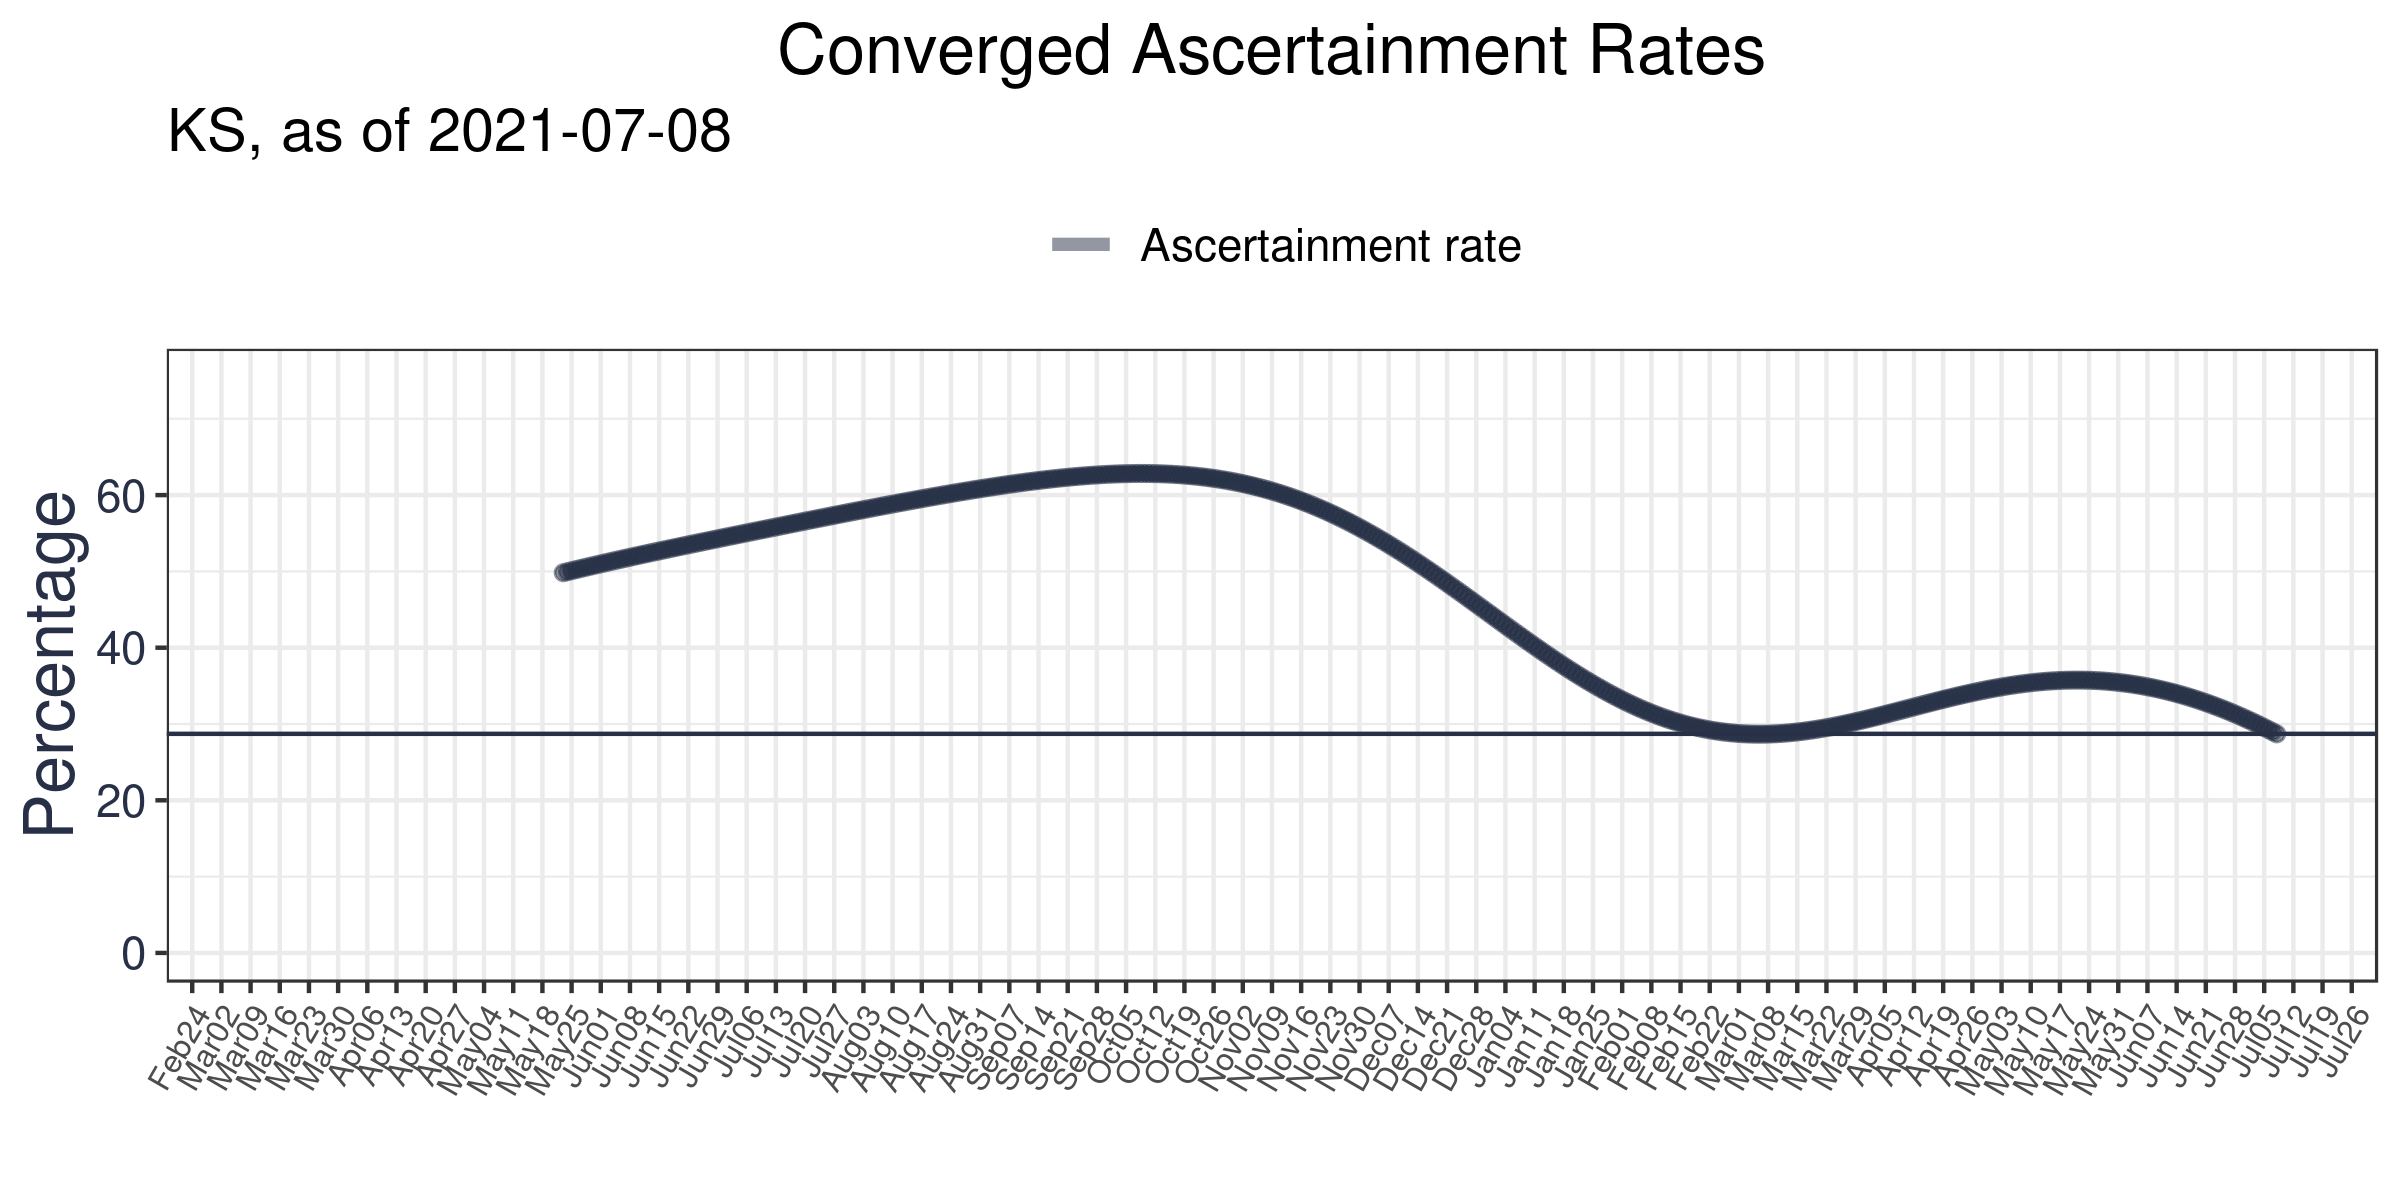 Converged Ascertainment Rates
KS, as of 2021-07-08
Ascertainment rate
Percentage
60
40
20
0
Feb24
Mar02
Mar09
Mar16
Mar23
Mar30
Apr06
Apr13
Apr20
Apr27
May04
May11
May18
May25
Jun01
Jun08
Jun15
Jun22
Jun29
Jul06
Jul13
Jul20
Jul27
Aug03
Aug10
Aug17
Aug24
Aug31
Sep07
Sep14
Sep21
Sep28
Oct05
Oct12
Oct19
Oct26
Nov02
Nov09
Nov16
Nov23
Nov30
Dec07
Dec14
Dec21
Dec28
Jan04
Jan11
Jan18
Jan25
Feb01
Feb08
Feb15
Feb22
Mar01
Mar08
Mar15
Mar22
Mar29
Apr05
Apr12
Apr19
Apr26
May03
May10
May17
May24
May31
Jun07
Jun14
Jun21
Jun28
Jul05
Jul12
Jul19
Jul26